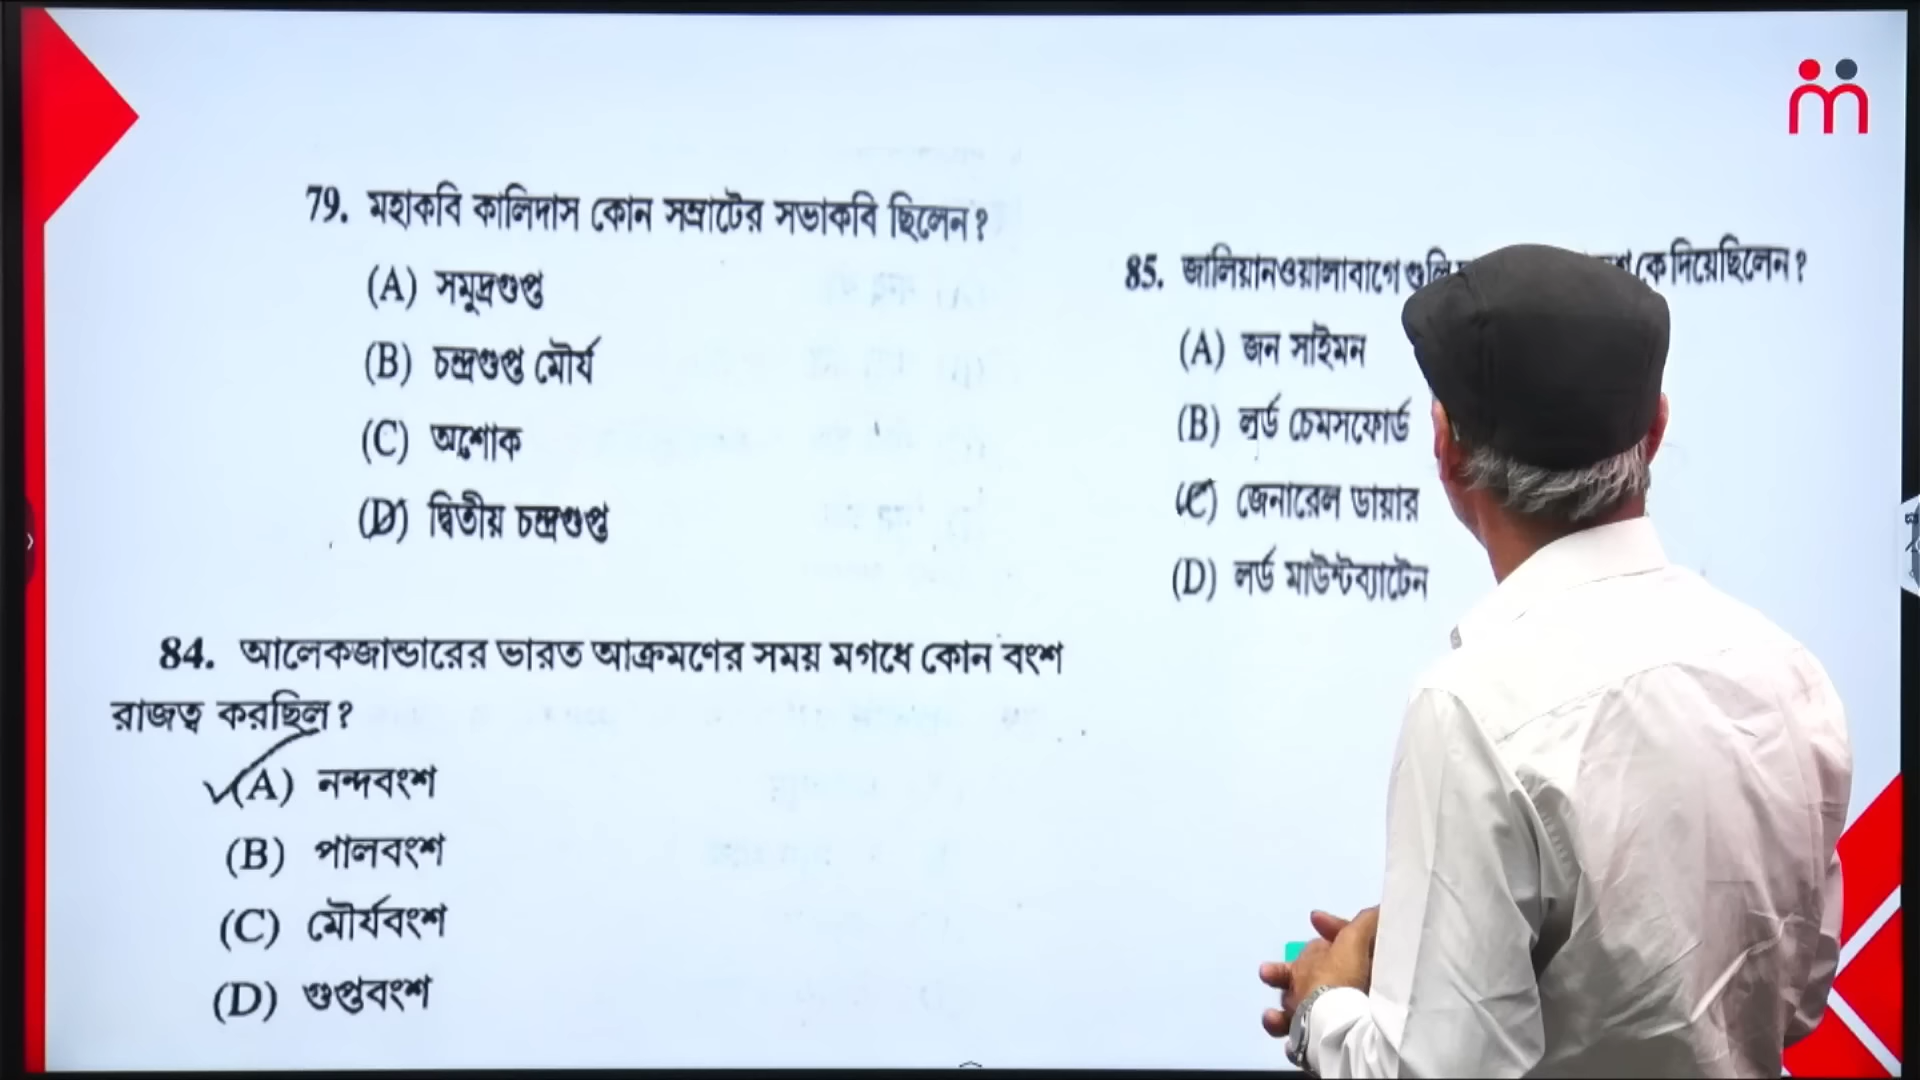 79. মহাকবি কালিদাস কোন সম্রাটের সভাকবি ছিলেন?
(A) সমুদ্রগুপ্ত
(B) চন্দ্রগুপ্ত মৌর্য
(C) অশোক
(D) দ্বিতীয় চন্দ্রগুপ্ত
84. আলেকজান্ডারের ভারত আক্রমণের সময় মগধে কোন বংশ
রাজত্ব করছিল?
(A) নন্দবংশ
(B) পালবংশ
(C) মৌর্যবংশ
(D) গুপ্তবংশ
85. জালিয়ানওয়ালাবাগে গুলি কে দিয়েছিলেন?
(A) জন সাইমন
(B) লর্ড চেমসফোর্ড
(C) জেনারেল ডায়ার
(D) লর্ড মাউন্টব্যাটেন